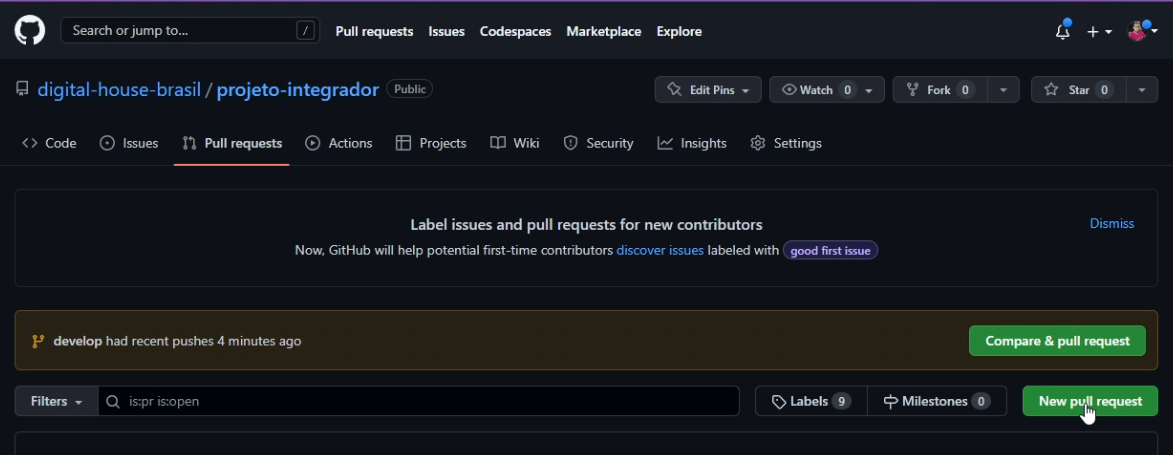 Search or jump to... / Pull requests Issues Codespaces Marketplace Explore
digital-house-brasil / projeto-integrador Public Edit Pins Watch 0 Fork 0 Star 0
Code Issues Pull requests Actions Projects Wiki Security Insights Settings
Label issues and pull requests for new contributors Dismiss
Now, GitHub will help potential first-time contributors discover issues labeled with good first issue
develop had recent pushes 4 minutes ago Compare & pull request
Filters is:pr is:open Labels 9 Milestones 0 New pull request